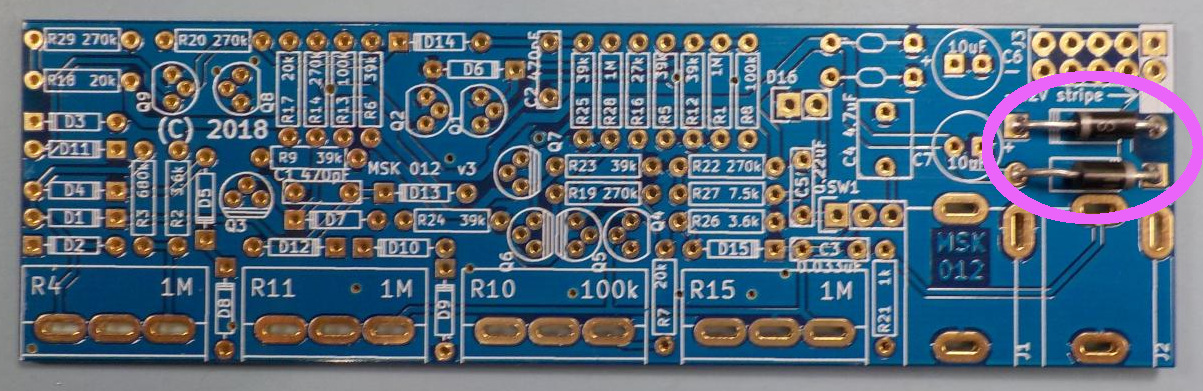 R29 270k
R20 270k
D14
470nF
C2
10uF
C6
J3
R18 20k
Q9
Q8
20k
R17
270k
R14
100k
R13
39k
R6
D6
39k
R25
1M
R28
27k
R16
39k
R5
39k
R12
1M
R1
100k
R8
D16
4.7uF
C4
stripe
D3
(C) 2018
Q2
Q7
C7
10uF
D11
R9 39k
MSK 012 v3
R23 39k
R22 270k
0.22uF
C5
SW1
D4
680k
R3
3.6k
R2
D5
C1 470pF
D13
R19 270k
R27 7.5k
D1
Q3
D7
R24 39k
Q4
R26 3.6k
D2
D12
D10
Q6
Q5
D15
C3
0.033uF
MSK
012
R4 1M
D8
R11 1M
D9
R10 100k
20k
R7
R15 1M
1k
R21
J1
J2